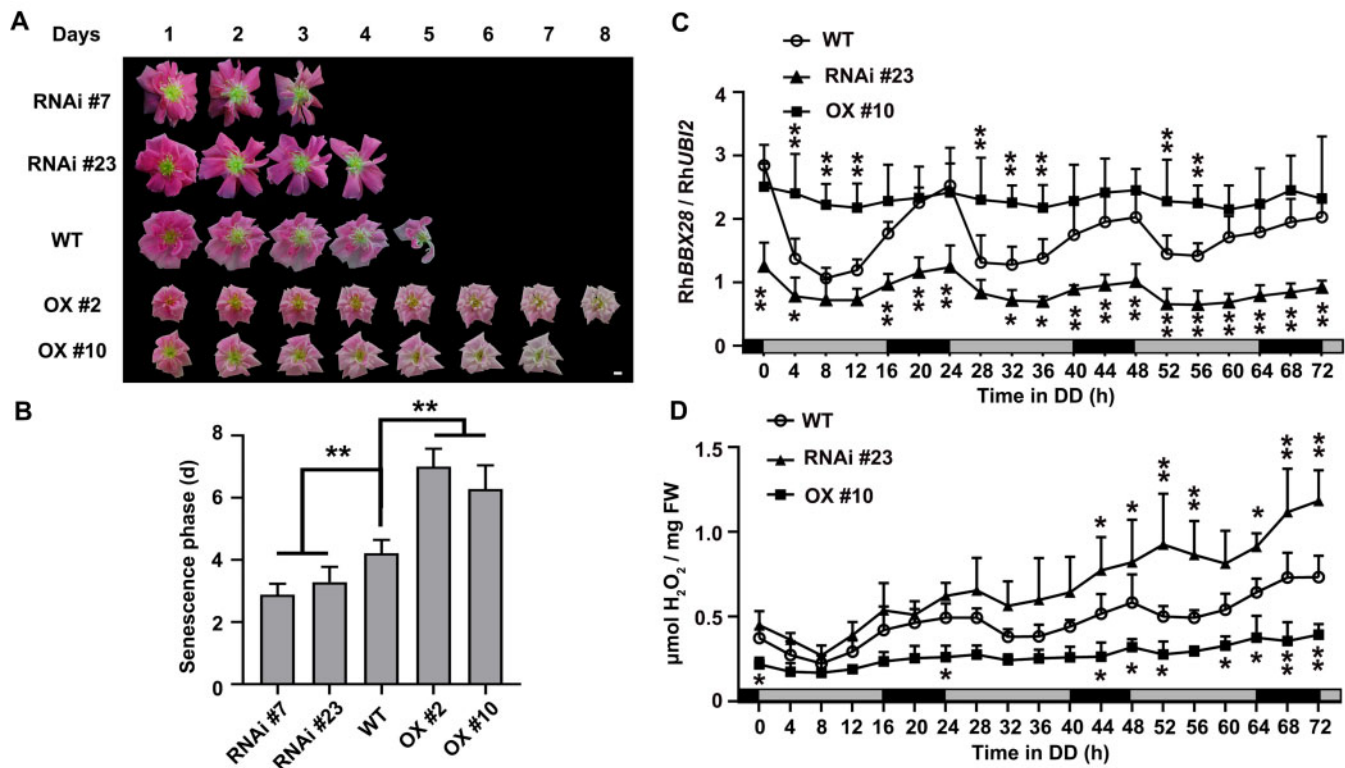 A
Days 1 2 3 4 5 6 7 8
RNAi #7
RNAi #23
WT
OX #2
OX #10
B
Senescence phase (d)
8
6
4
2
0
**
**
RNAi #7
RNAi #23
WT
OX #2
OX #10
C
WT
RNAi #23
OX #10
RhBBX28 / RhUBI2
4
3
2
1
0
** ** ** ** ** ** ** **
** * ** ** ** * * ** ** ** ** ** ** ** ** **
0 4 8 12 16 20 24 28 32 36 40 44 48 52 56 60 64 68 72
Time in DD (h)
D
WT
RNAi #23
OX #10
µmol H₂O₂ / mg FW
1.5
1.0
0.5
0
* * ** ** * ** **
* * * * * * * ** **
0 4 8 12 16 20 24 28 32 36 40 44 48 52 56 60 64 68 72
Time in DD (h)